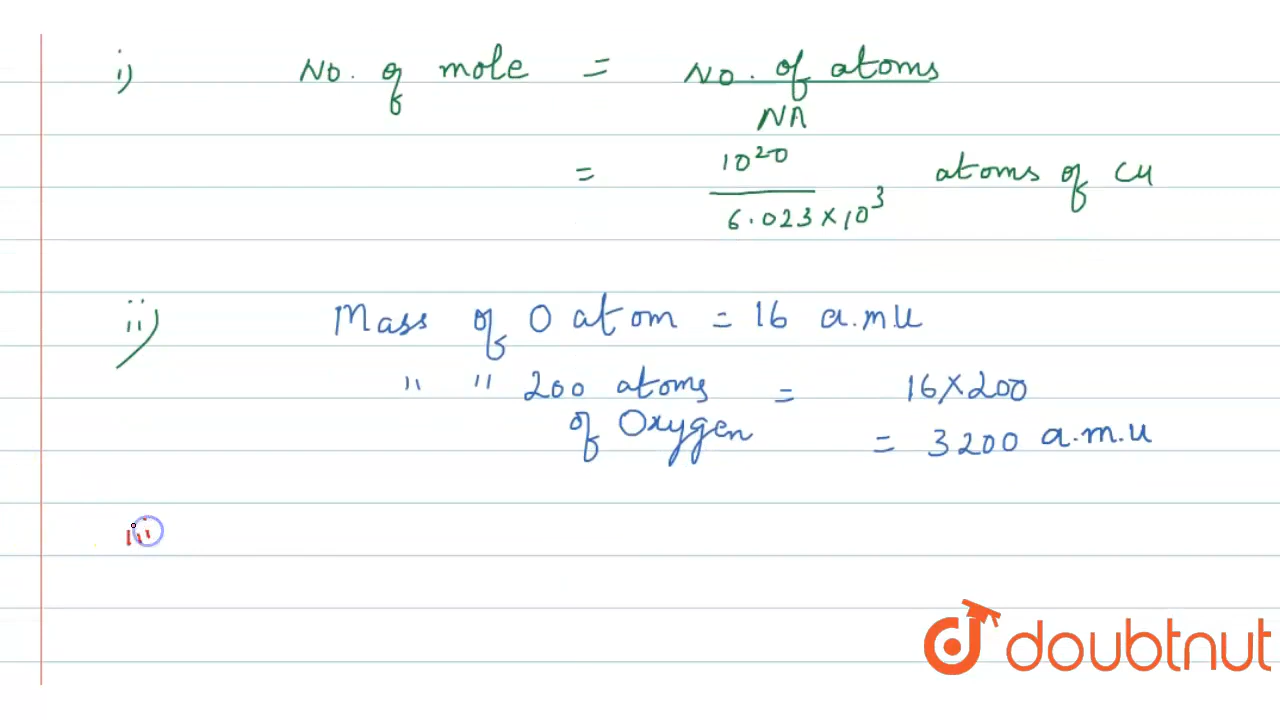 i) No. of mole = No. of atoms
NA
= 10²⁰ atoms of Cu
6.023×10³
ii) Mass of O atom = 16 a.m.u
" " 200 atoms = 16×200
of Oxygen = 3200 a.m.u
iii
doubtnut